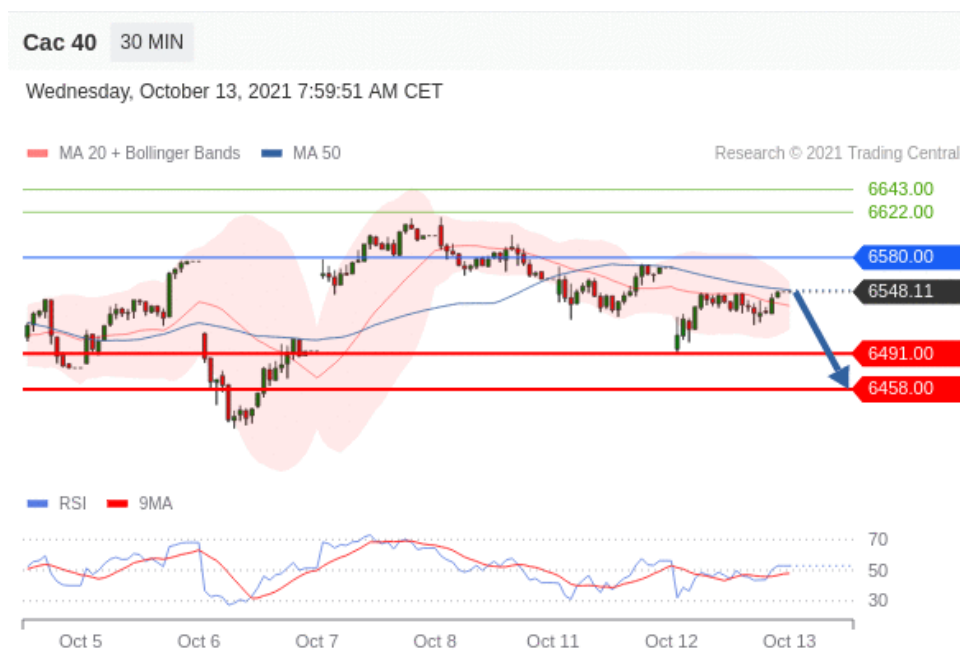 Cac 40 30 MIN
Wednesday, October 13, 2021 7:59:51 AM CET
MA 20 + Bollinger Bands MA 50 Research © 2021 Trading Central
6643.00
6622.00
6580.00
6548.11
6491.00
6458.00
RSI 9MA
70
50
30
Oct 5 Oct 6 Oct 7 Oct 8 Oct 11 Oct 12 Oct 13